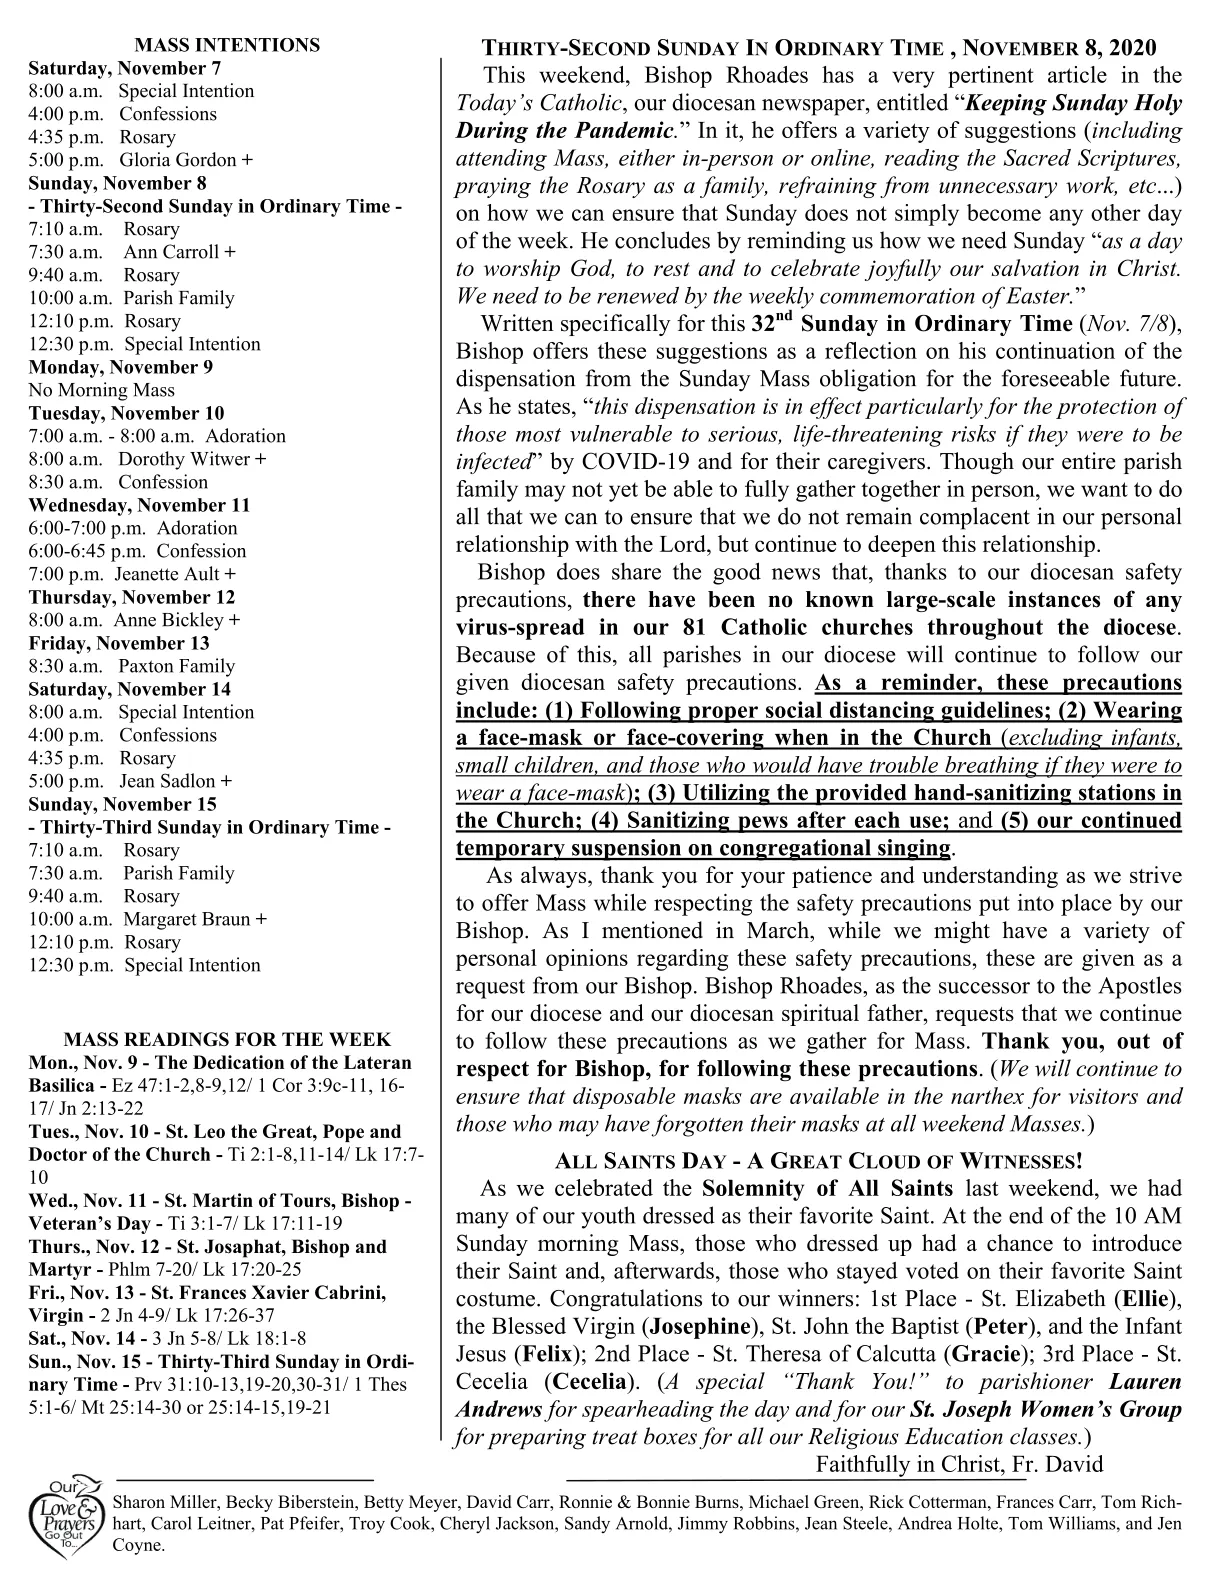 MASS INTENTIONS
Saturday, November 7
8:00 a.m. Special Intention
4:00 p.m. Confessions
4:35 p.m. Rosary
5:00 p.m. Gloria Gordon +
Sunday, November 8
- Thirty-Second Sunday in Ordinary Time -
7:10 a.m. Rosary
7:30 a.m. Ann Carroll +
9:40 a.m. Rosary
10:00 a.m. Parish Family
12:10 p.m. Rosary
12:30 p.m. Special Intention
Monday, November 9
No Morning Mass
Tuesday, November 10
7:00 a.m. - 8:00 a.m. Adoration
8:00 a.m. Dorothy Witwer +
8:30 a.m. Confession
Wednesday, November 11
6:00-7:00 p.m. Adoration
6:00-6:45 p.m. Confession
7:00 p.m. Jeanette Ault +
Thursday, November 12
8:00 a.m. Anne Bickley +
Friday, November 13
8:30 a.m. Paxton Family
Saturday, November 14
8:00 a.m. Special Intention
4:00 p.m. Confessions
4:35 p.m. Rosary
5:00 p.m. Jean Sadlon +
Sunday, November 15
- Thirty-Third Sunday in Ordinary Time -
7:10 a.m. Rosary
7:30 a.m. Parish Family
9:40 a.m. Rosary
10:00 a.m. Margaret Braun +
12:10 p.m. Rosary
12:30 p.m. Special Intention
MASS READINGS FOR THE WEEK
Mon., Nov. 9 - The Dedication of the Lateran
Basilica - Ez 47:1-2,8-9,12/ 1 Cor 3:9c-11, 16-
17/ Jn 2:13-22
Tues., Nov. 10 - St. Leo the Great, Pope and
Doctor of the Church - Ti 2:1-8,11-14/ Lk 17:7-
10
Wed., Nov. 11 - St. Martin of Tours, Bishop -
Veteran's Day - Ti 3:1-7/ Lk 17:11-19
Thurs., Nov. 12 - St. Josaphat, Bishop and
Martyr - Phlm 7-20/ Lk 17:20-25
Fri., Nov. 13 - St. Frances Xavier Cabrini,
Virgin - 2 Jn 4-9/ Lk 17:26-37
Sat., Nov. 14 - 3 Jn 5-8/ Lk 18:1-8
Sun., Nov. 15 - Thirty-Third Sunday in Ordi-
nary Time - Prv 31:10-13,19-20,30-31/ 1 Thes
5:1-6/ Mt 25:14-30 or 25:14-15,19-21
THIRTY-SECOND SUNDAY IN ORDINARY TIME , NOVEMBER 8, 2020
This weekend, Bishop Rhoades has a very pertinent article in the
Today's Catholic, our diocesan newspaper, entitled “Keeping Sunday Holy
During the Pandemic.” In it, he offers a variety of suggestions (including
attending Mass, either in-person or online, reading the Sacred Scriptures,
praying the Rosary as a family, refraining from unnecessary work, etc...)
on how we can ensure that Sunday does not simply become any other day
of the week. He concludes by reminding us how we need Sunday “as a day
to worship God, to rest and to celebrate joyfully our salvation in Christ.
We need to be renewed by the weekly commemoration of Easter.”
Written specifically for this 32nd Sunday in Ordinary Time (Nov. 7/8),
Bishop offers these suggestions as a reflection on his continuation of the
dispensation from the Sunday Mass obligation for the foreseeable future.
As he states, “this dispensation is in effect particularly for the protection of
those most vulnerable to serious, life-threatening risks if they were to be
infected” by COVID-19 and for their caregivers. Though our entire parish
family may not yet be able to fully gather together in person, we want to do
all that we can to ensure that we do not remain complacent in our personal
relationship with the Lord, but continue to deepen this relationship.
Bishop does share the good news that, thanks to our diocesan safety
precautions, there have been no known large-scale instances of any
virus-spread in our 81 Catholic churches throughout the diocese.
Because of this, all parishes in our diocese will continue to follow our
given diocesan safety precautions. As a reminder, these precautions
include: (1) Following proper social distancing guidelines; (2) Wearing
a face-mask or face-covering when in the Church (excluding infants,
small children, and those who would have trouble breathing if they were to
wear a face-mask); (3) Utilizing the provided hand-sanitizing stations in
the Church; (4) Sanitizing pews after each use; and (5) our continued
temporary suspension on congregational singing.
As always, thank you for your patience and understanding as we strive
to offer Mass while respecting the safety precautions put into place by our
Bishop. As I mentioned in March, while we might have a variety of
personal opinions regarding these safety precautions, these are given as a
request from our Bishop. Bishop Rhoades, as the successor to the Apostles
for our diocese and our diocesan spiritual father, requests that we continue
to follow these precautions as we gather for Mass. Thank you, out of
respect for Bishop, for following these precautions. (We will continue to
ensure that disposable masks are available in the narthex for visitors and
those who may have forgotten their masks at all weekend Masses.)
ALL SAINTS DAY - A GREAT CLOUD OF WITNESSES!
As we celebrated the Solemnity of All Saints last weekend, we had
many of our youth dressed as their favorite Saint. At the end of the 10 AM
Sunday morning Mass, those who dressed up had a chance to introduce
their Saint and, afterwards, those who stayed voted on their favorite Saint
costume. Congratulations to our winners: 1st Place - St. Elizabeth (Ellie),
the Blessed Virgin (Josephine), St. John the Baptist (Peter), and the Infant
Jesus (Felix); 2nd Place - St. Theresa of Calcutta (Gracie); 3rd Place - St.
Cecelia (Cecelia). (A special “Thank You!” to parishioner Lauren
Andrews for spearheading the day and for our St. Joseph Women's Group
for preparing treat boxes for all our Religious Education classes.)
Faithfully in Christ, Fr. David
Our
Love &
Prayers
Go Out
To...
Sharon Miller, Becky Biberstein, Betty Meyer, David Carr, Ronnie & Bonnie Burns, Michael Green, Rick Cotterman, Frances Carr, Tom Rich-
hart, Carol Leitner, Pat Pfeifer, Troy Cook, Cheryl Jackson, Sandy Arnold, Jimmy Robbins, Jean Steele, Andrea Holte, Tom Williams, and Jen
Coyne.